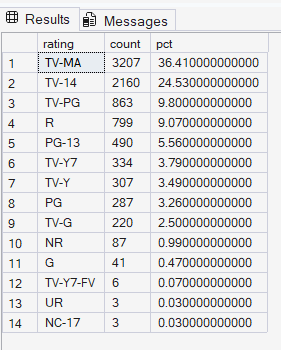 Results Messages
rating count pct
1 TV-MA 3207 36.410000000000
2 TV-14 2160 24.530000000000
3 TV-PG 863 9.800000000000
4 R 799 9.070000000000
5 PG-13 490 5.560000000000
6 TV-Y7 334 3.790000000000
7 TV-Y 307 3.490000000000
8 PG 287 3.260000000000
9 TV-G 220 2.500000000000
10 NR 87 0.990000000000
11 G 41 0.470000000000
12 TV-Y7-FV 6 0.070000000000
13 UR 3 0.030000000000
14 NC-17 3 0.030000000000